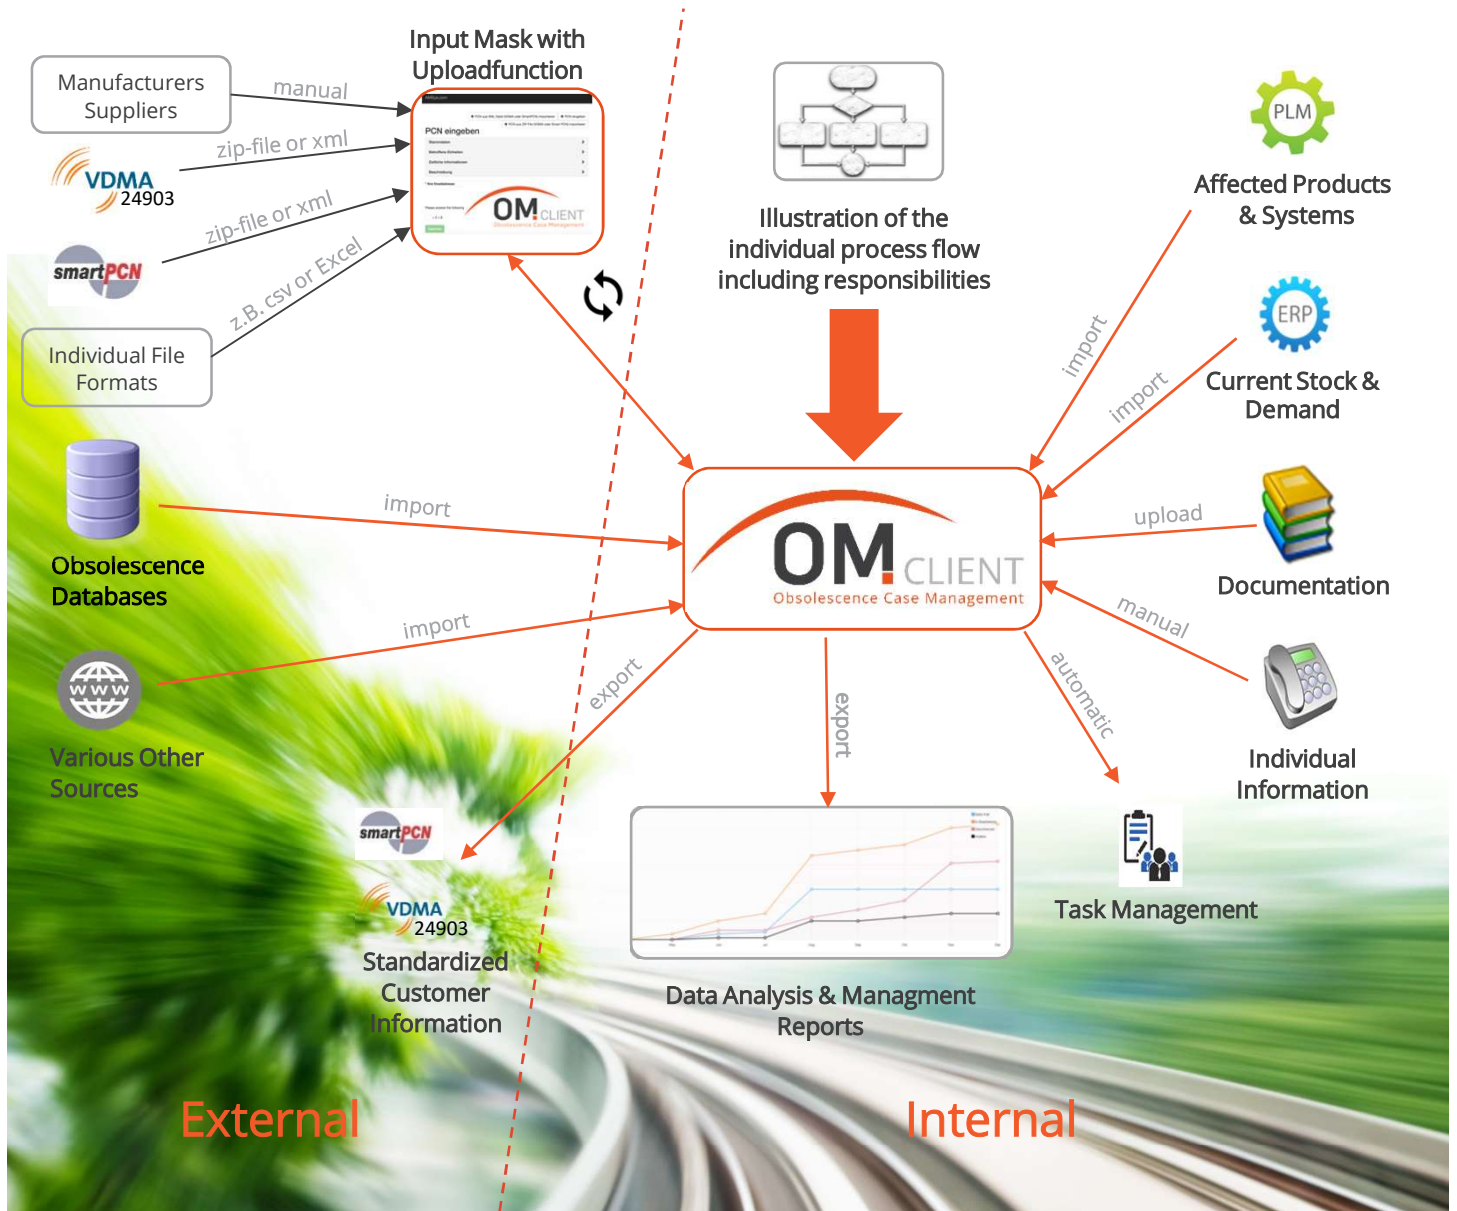 Input Mask with
Uploadfunction
Manufacturers
Suppliers
manual
zip-file or xml
VDMA
24903
zip-file or xml
smartPCN
z.B. csv or Excel
Individual File
Formats
PCN eingeben
OM CLIENT
Obsolescence Case Management
Illustration of the
individual process flow
including responsibilities
PLM
Affected Products
& Systems
import
ERP
Current Stock &
Demand
import
Obsolescence
Databases
import
OM CLIENT
Obsolescence Case Management
upload
Documentation
www
Various Other
Sources
import
manual
Individual
Information
export
export
automatic
smartPCN
VDMA
24903
Standardized
Customer
Information
Data Analysis & Managment
Reports
Task Management
External
Internal